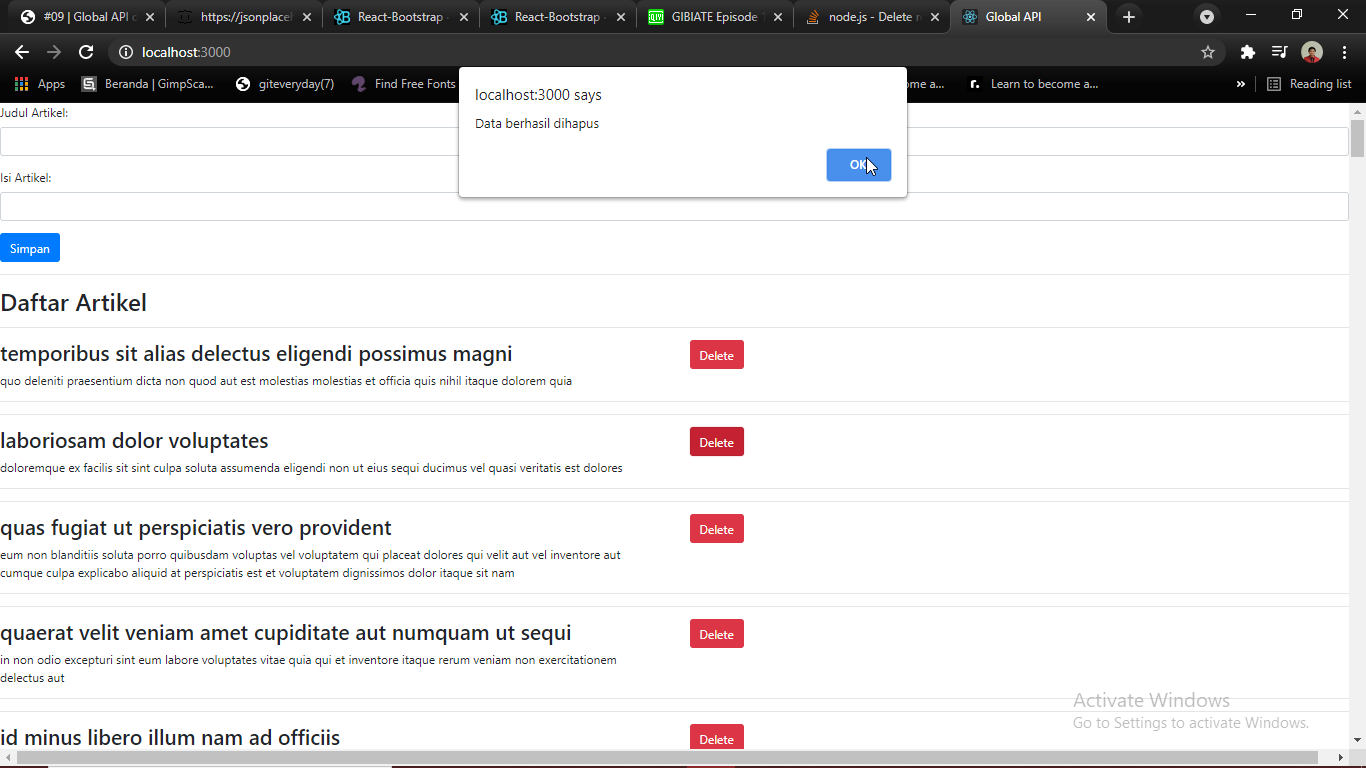 #09 | Global API c
https://jsonplacel
React-Bootstrap
React-Bootstrap
GIBIATE Episode
node.js - Delete
Global API
localhost:3000
Apps
Beranda | GimpSca...
giteveryday(7)
Find Free Fonts
me a...
Learn to become a...
»
Reading list
localhost:3000 says
Data berhasil dihapus
OK
Judul Artikel:
Isi Artikel:
Simpan
Daftar Artikel
temporibus sit alias delectus eligendi possimus magni
Delete
quo deleniti praesentium dicta non quod aut est molestias molestias et officia quis nihil itaque dolorem quia
laboriosam dolor voluptates
Delete
doloremque ex facilis sit sint culpa soluta assumenda eligendi non ut eius sequi ducimus vel quasi veritatis est dolores
quas fugiat ut perspiciatis vero provident
Delete
eum non blanditiis soluta porro quibusdam voluptas vel voluptatem qui placeat dolores qui velit aut vel inventore aut
cumque culpa explicabo aliquid at perspiciatis est et voluptatem dignissimos dolor itaque sit nam
quaerat velit veniam amet cupiditate aut numquam ut sequi
Delete
in non odio excepturi sint eum labore voluptates vitae quia qui et inventore itaque rerum veniam non exercitationem
delectus aut
id minus libero illum nam ad officiis
Delete
Activate Windows
Go to Settings to activate Windows.